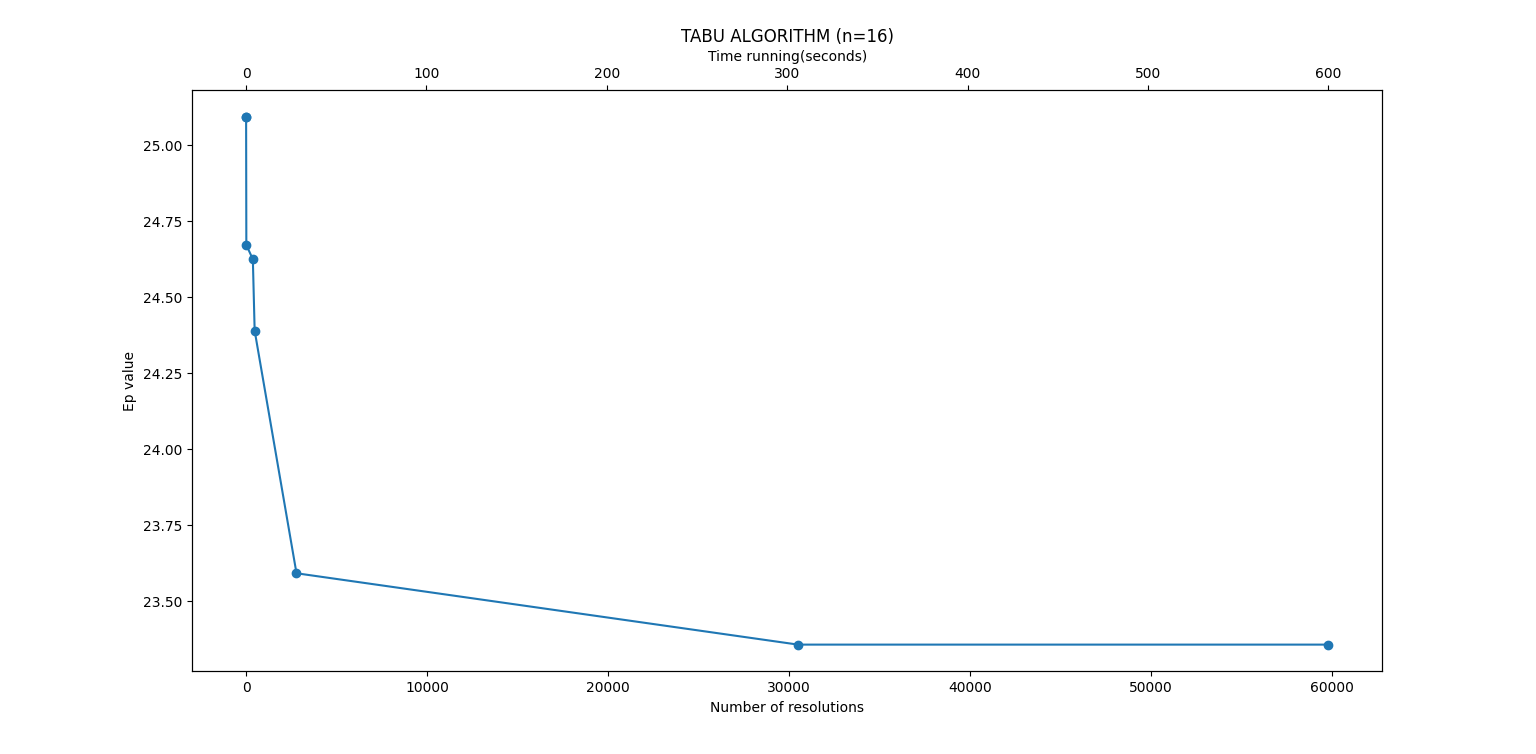 TABU ALGORITHM (n=16)
Time running(seconds)
0 100 200 300 400 500 600
25.00
24.75
24.50
24.25
24.00
23.75
23.50
Ep value
0 10000 20000 30000 40000 50000 60000
Number of resolutions